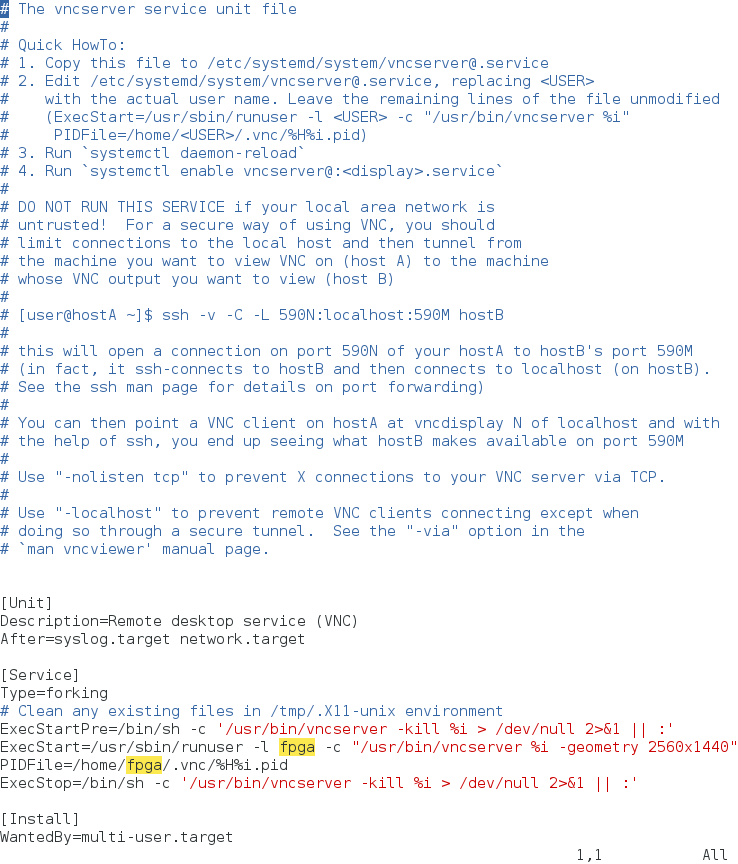 # The vncserver service unit file
#
# Quick HowTo:
# 1. Copy this file to /etc/systemd/system/vncserver@.service
# 2. Edit /etc/systemd/system/vncserver@.service, replacing <USER>
#    with the actual user name. Leave the remaining lines of the file unmodified
#    (ExecStart=/usr/sbin/runuser -l <USER> -c "/usr/bin/vncserver %i"
#     PIDFile=/home/<USER>/.vnc/%H%i.pid)
# 3. Run `systemctl daemon-reload`
# 4. Run `systemctl enable vncserver@:<display>.service`
#
# DO NOT RUN THIS SERVICE if your local area network is
# untrusted!  For a secure way of using VNC, you should
# limit connections to the local host and then tunnel from
# the machine you want to view VNC on (host A) to the machine
# whose VNC output you want to view (host B)
#
# [user@hostA ~]$ ssh -v -C -L 590N:localhost:590M hostB
#
# this will open a connection on port 590N of your hostA to hostB's port 590M
# (in fact, it ssh-connects to hostB and then connects to localhost (on hostB).
# See the ssh man page for details on port forwarding)
#
# You can then point a VNC client on hostA at vncdisplay N of localhost and with
# the help of ssh, you end up seeing what hostB makes available on port 590M
#
# Use "-nolisten tcp" to prevent X connections to your VNC server via TCP.
#
# Use "-localhost" to prevent remote VNC clients connecting except when
# doing so through a secure tunnel.  See the "-via" option in the
# `man vncviewer' manual page.
[Unit]
Description=Remote desktop service (VNC)
After=syslog.target network.target
[Service]
Type=forking
# Clean any existing files in /tmp/.X11-unix environment
ExecStartPre=/bin/sh -c '/usr/bin/vncserver -kill %i > /dev/null 2>&1 || :'
ExecStart=/usr/sbin/runuser -l fpga -c "/usr/bin/vncserver %i -geometry 2560x1440"
PIDFile=/home/fpga/.vnc/%H%i.pid
ExecStop=/bin/sh -c '/usr/bin/vncserver -kill %i > /dev/null 2>&1 || :'
[Install]
WantedBy=multi-user.target
1,1 All